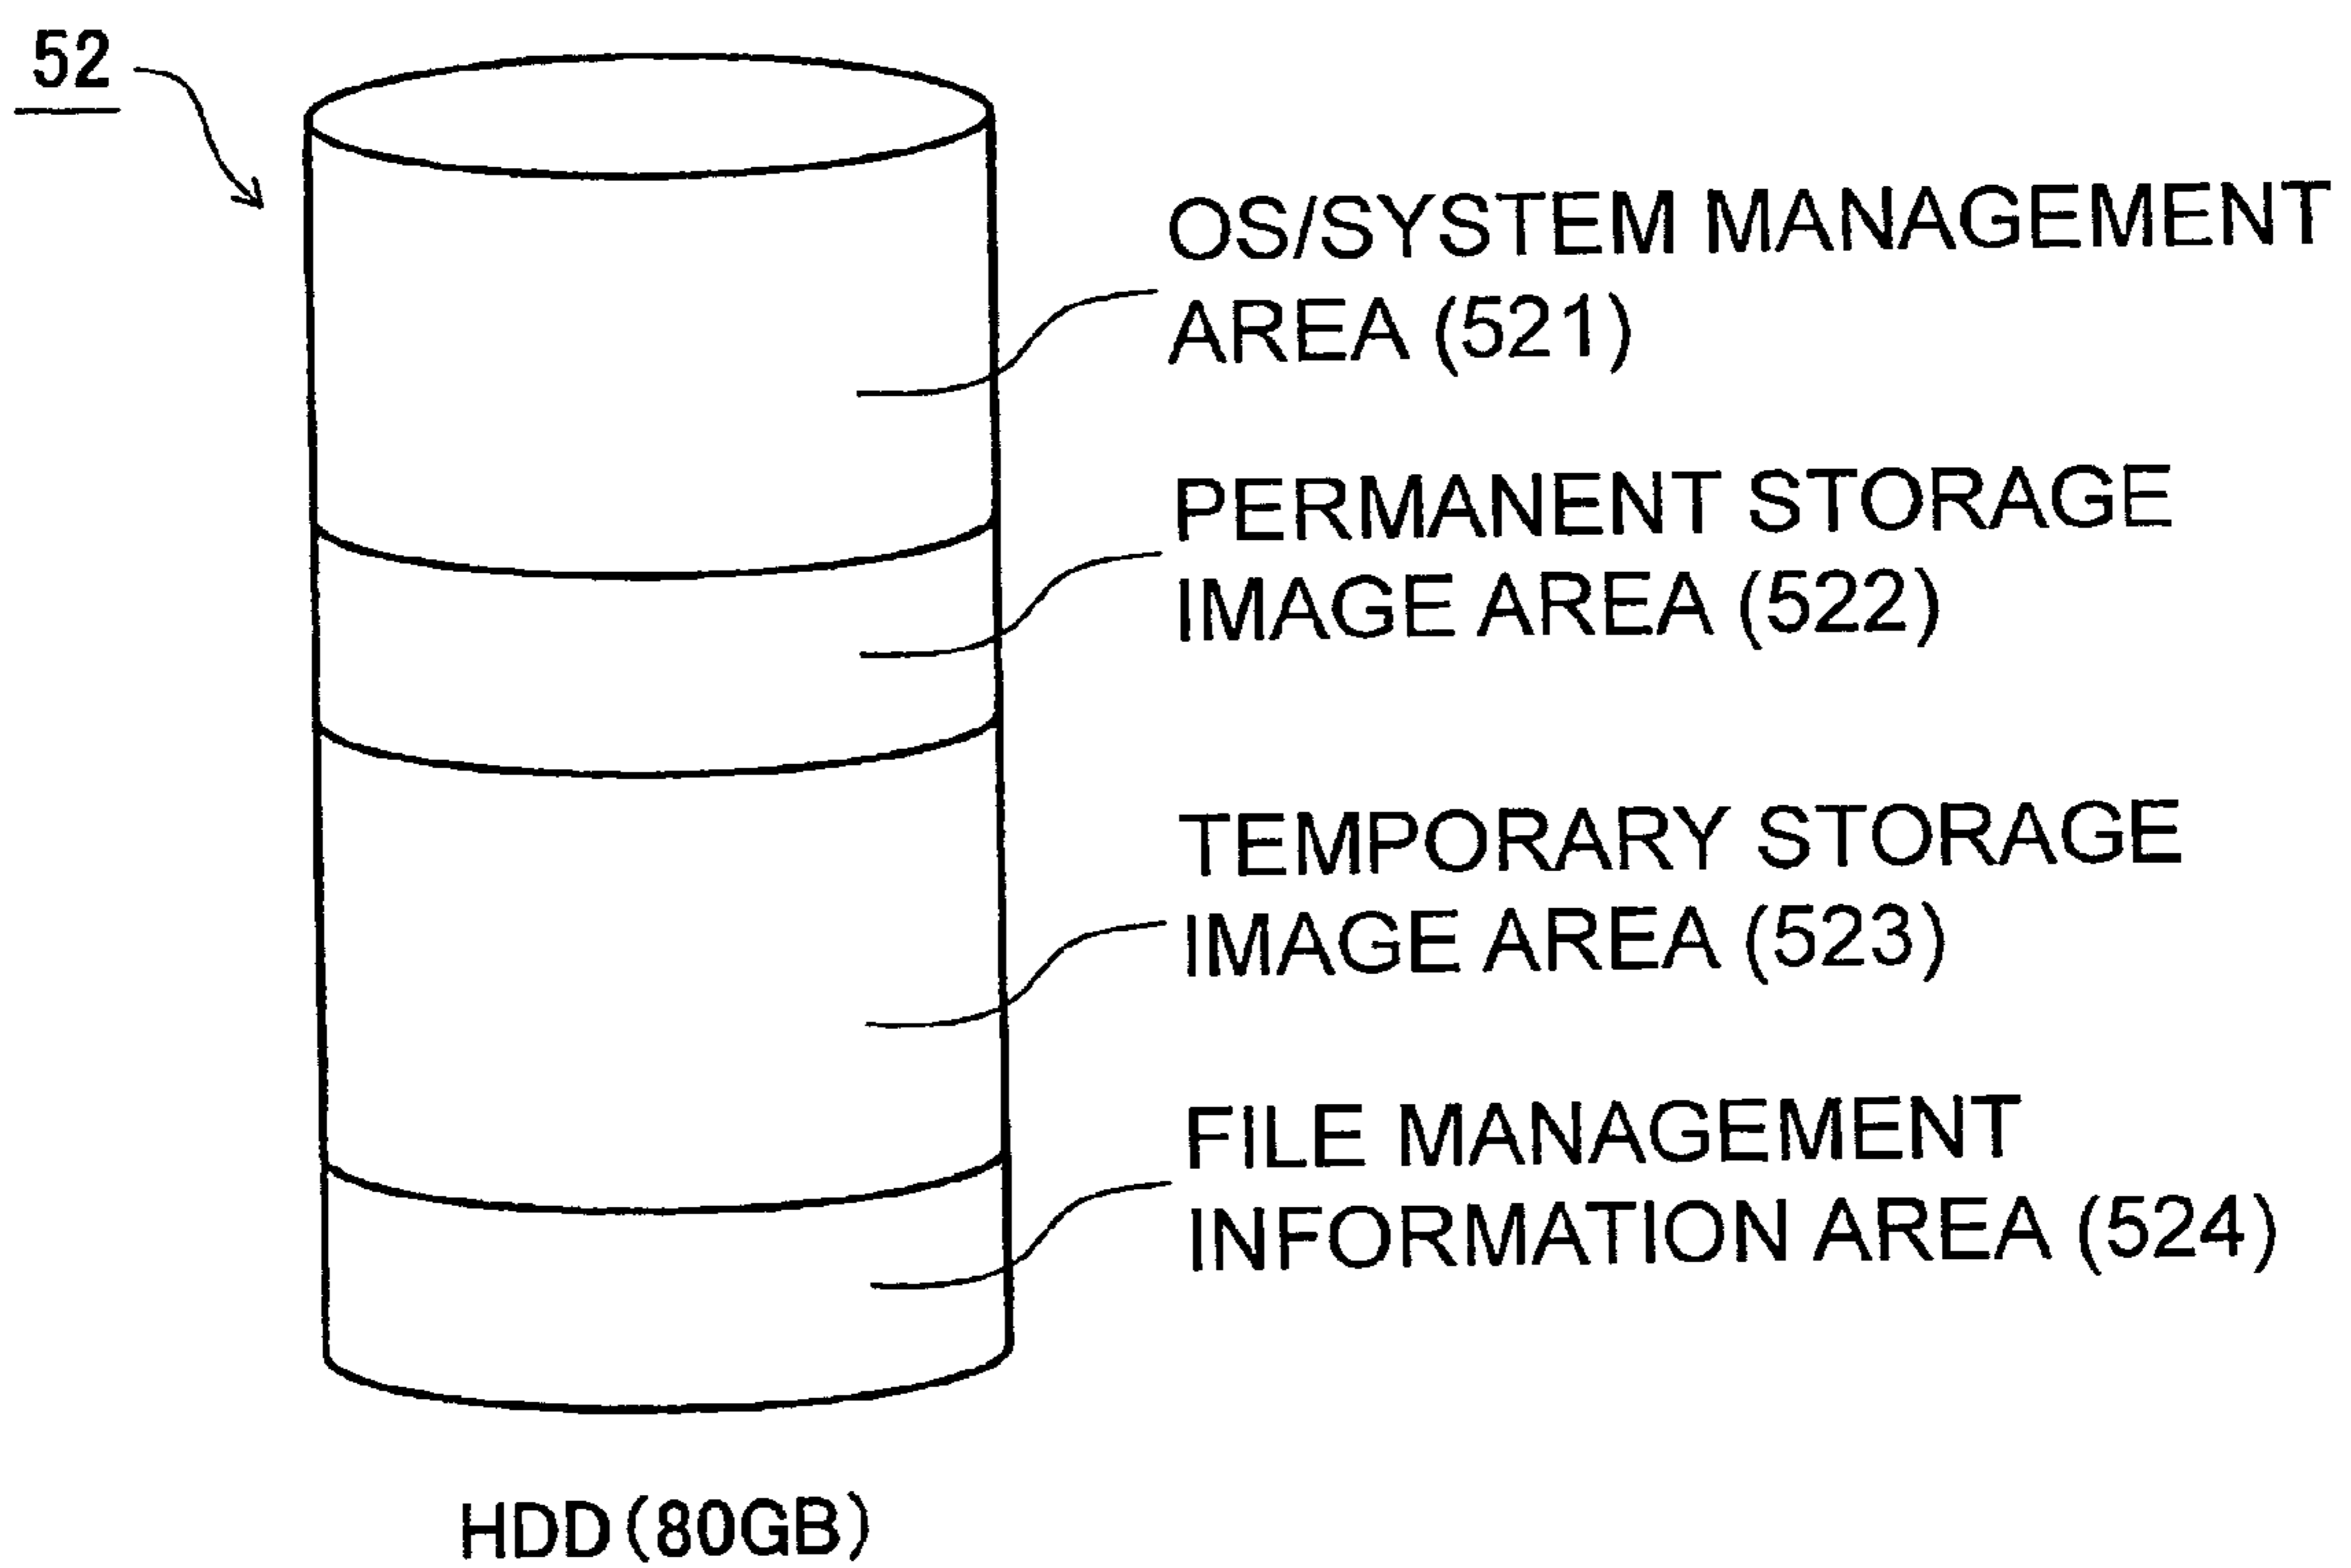 52
OS/SYSTEM MANAGEMENT
AREA (521)
PERMANENT STORAGE
IMAGE AREA (522)
TEMPORARY STORAGE
IMAGE AREA (523)
FILE MANAGEMENT
INFORMATION AREA (524)
HDD(80GB)